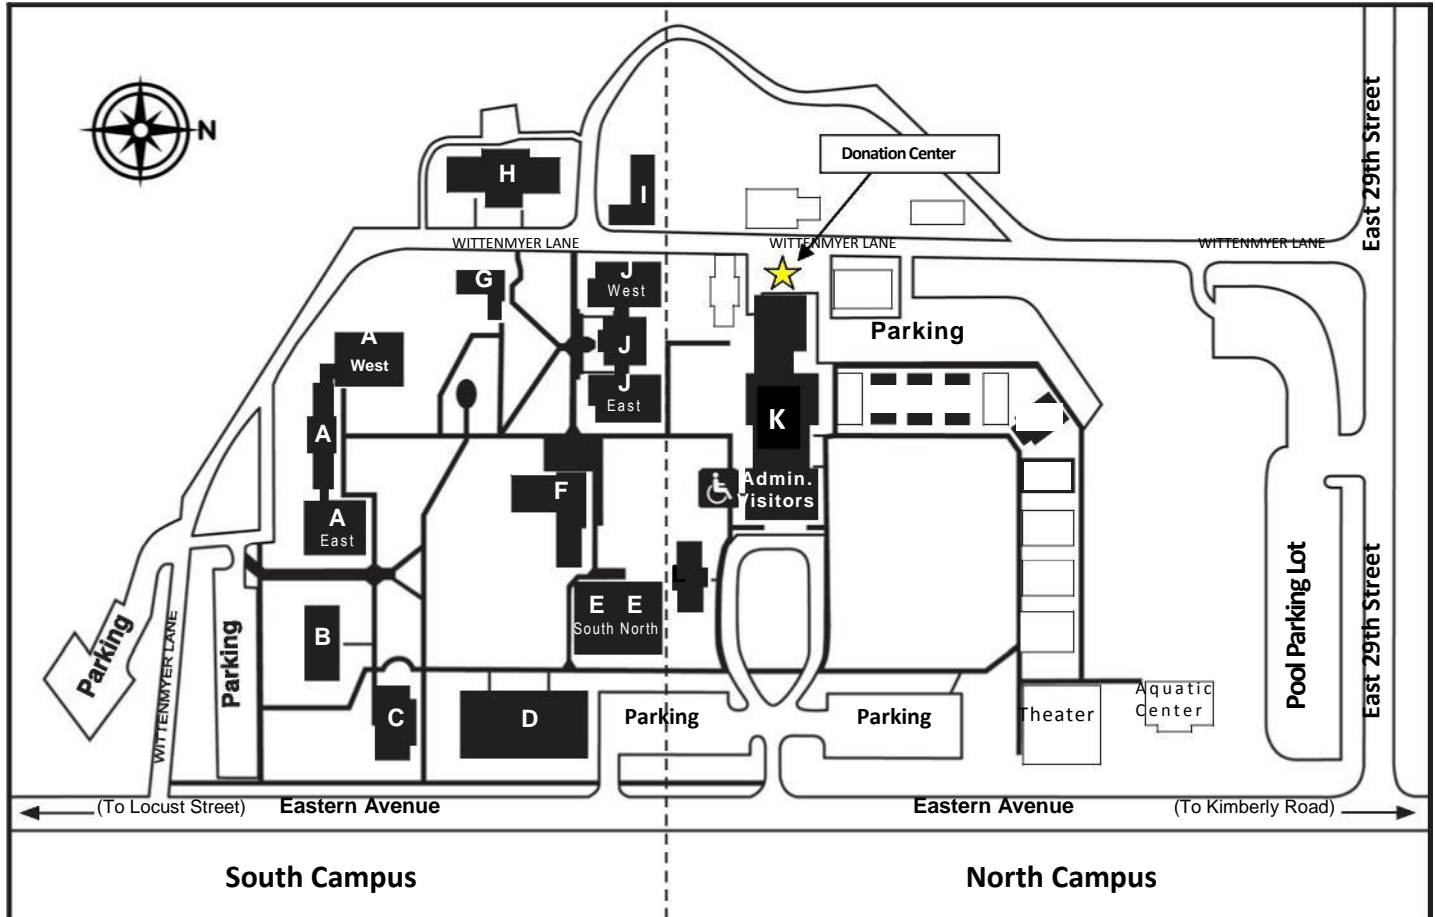 East 29th Street
N
Donation Center
H
I
WITTENMYER LANE
WITTENMYER LANE
WITTENMYER LANE
G
J
West
A
West
J
Parking
J
East
K
A
F
Admin.
Visitors
A
East
L
E E
South North
B
Parking
WITTENMYER LANE
Parking
C
D
Parking
Parking
Theater
Aquatic
Center
Pool Parking Lot
East 29th Street
(To Locust Street)
Eastern Avenue
Eastern Avenue
(To Kimberly Road)
South Campus
North Campus